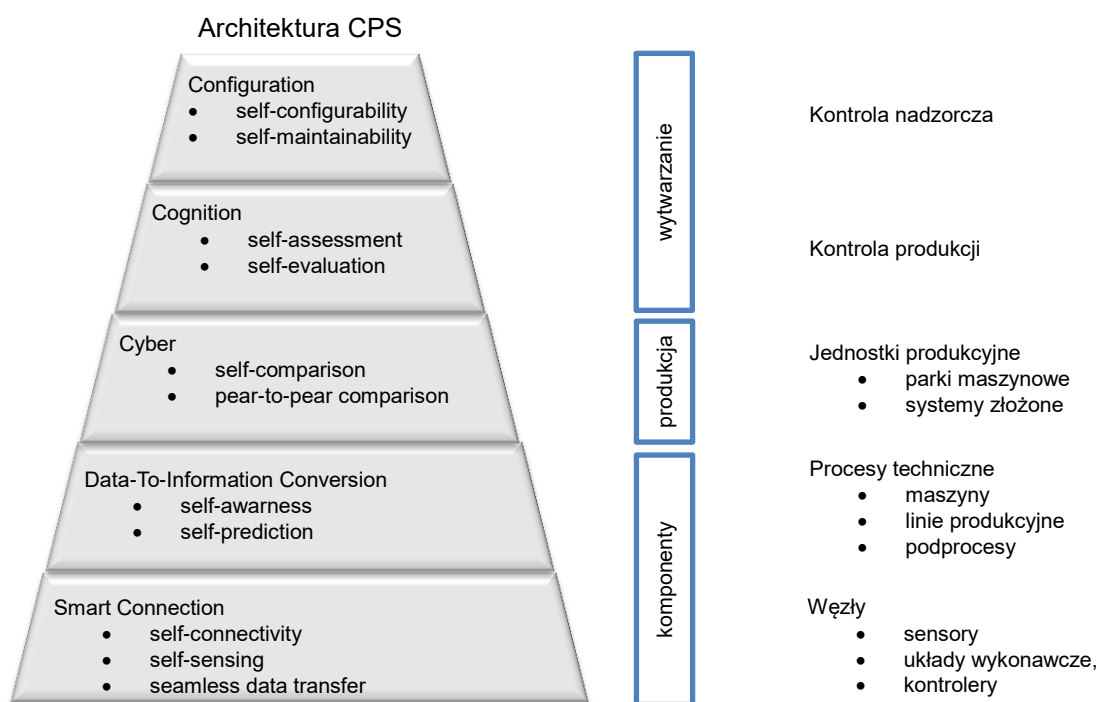 Architektura CPS
Configuration
• self-configurability
• self-maintainability
Cognition
• self-assessment
• self-evaluation
Cyber
• self-comparison
• pear-to-pear comparison
Data-To-Information Conversion
• self-awarness
• self-prediction
Smart Connection
• self-connectivity
• self-sensing
• seamless data transfer
wytwarzanie
produkcja
komponenty
Kontrola nadzorcza
Kontrola produkcji
Jednostki produkcyjne
• parki maszynowe
• systemy złożone
Procesy techniczne
• maszyny
• linie produkcyjne
• podprocesy
Węzły
• sensory
• układy wykonawcze,
• kontrolery